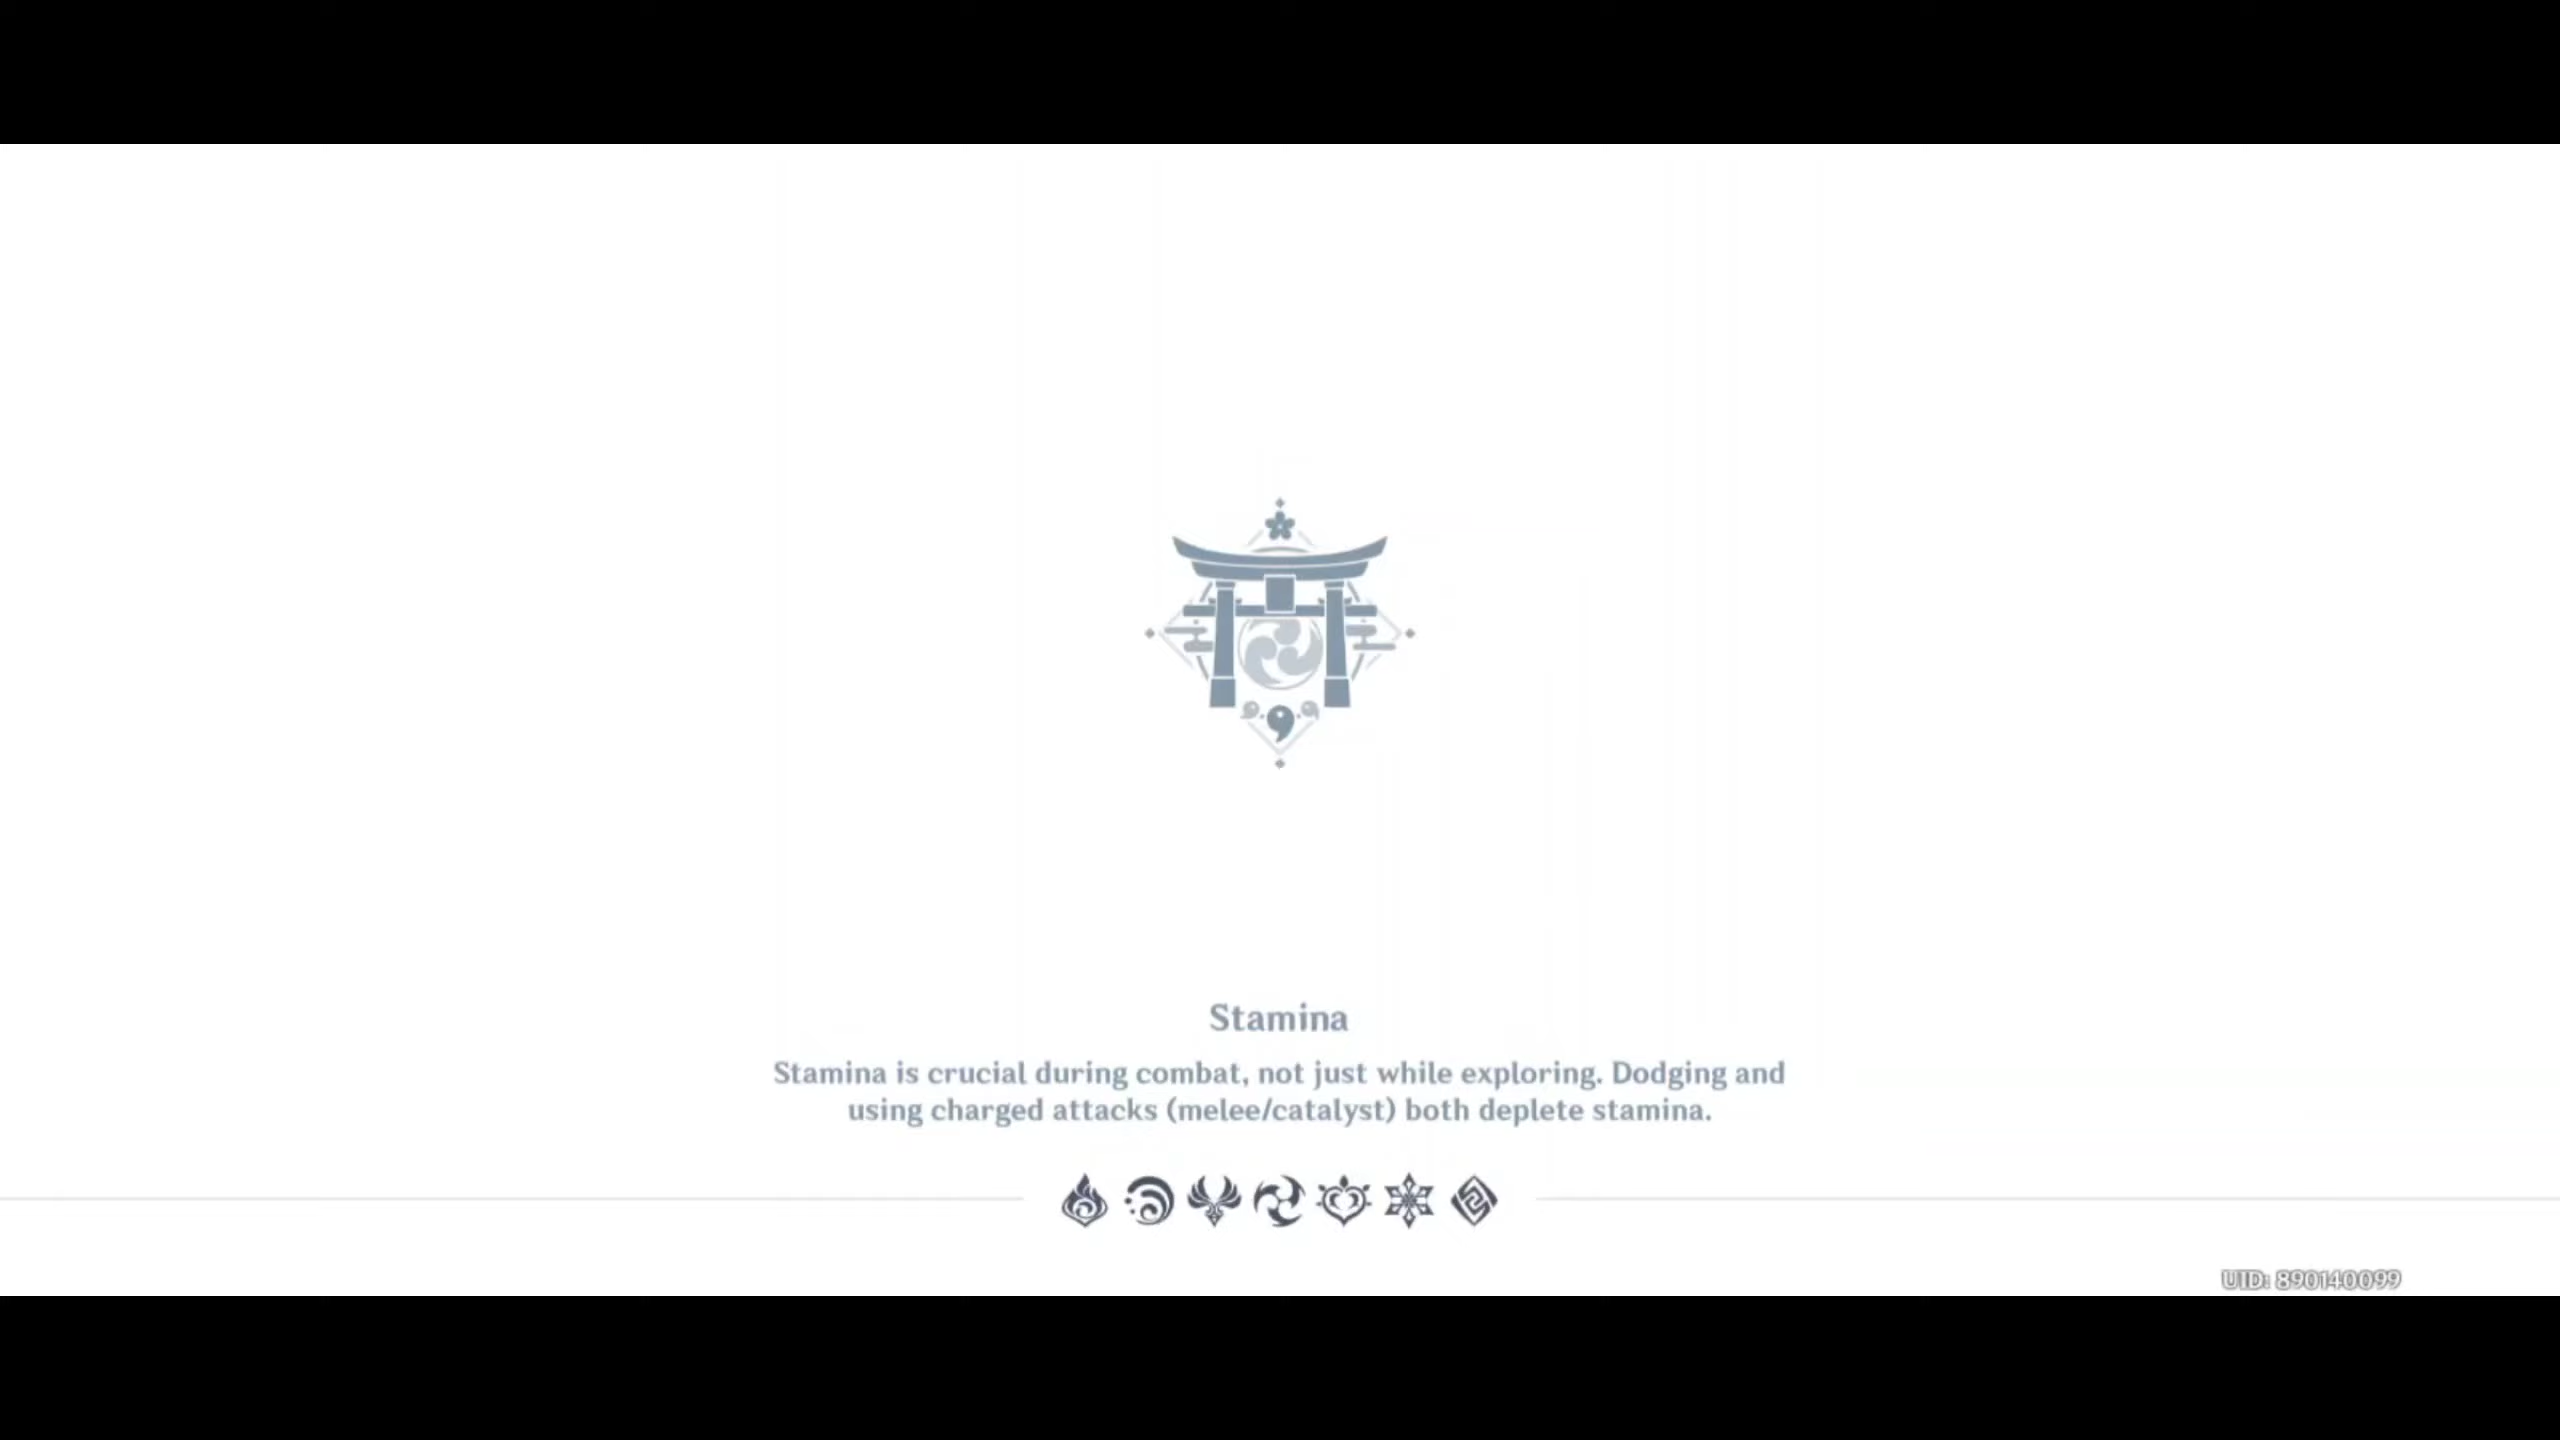 Stamina
Stamina is crucial during combat, not just while exploring. Dodging and
using charged attacks (melee/catalyst) both deplete stamina.
UID: 890140099